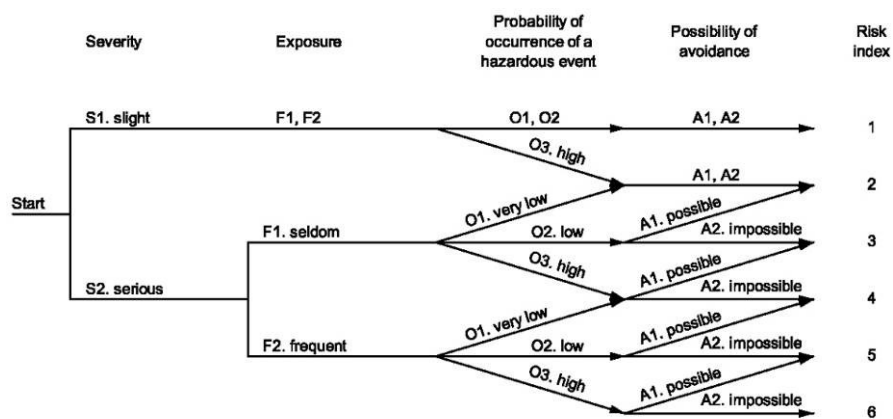 Severity
Exposure
Probability of
occurrence of a
hazardous event
Possibility of
avoidance
Risk
index
S1. slight
F1, F2
O1, O2
A1, A2
1
O3. high
A1, A2
2
Start
O1. very low
A1. possible
F1. seldom
O2. low
A2. impossible
3
O3. high
A1. possible
S2. serious
A2. impossible
4
O1. very low
A1. possible
F2. frequent
O2. low
A2. impossible
5
O3. high
A1. possible
A2. impossible
6